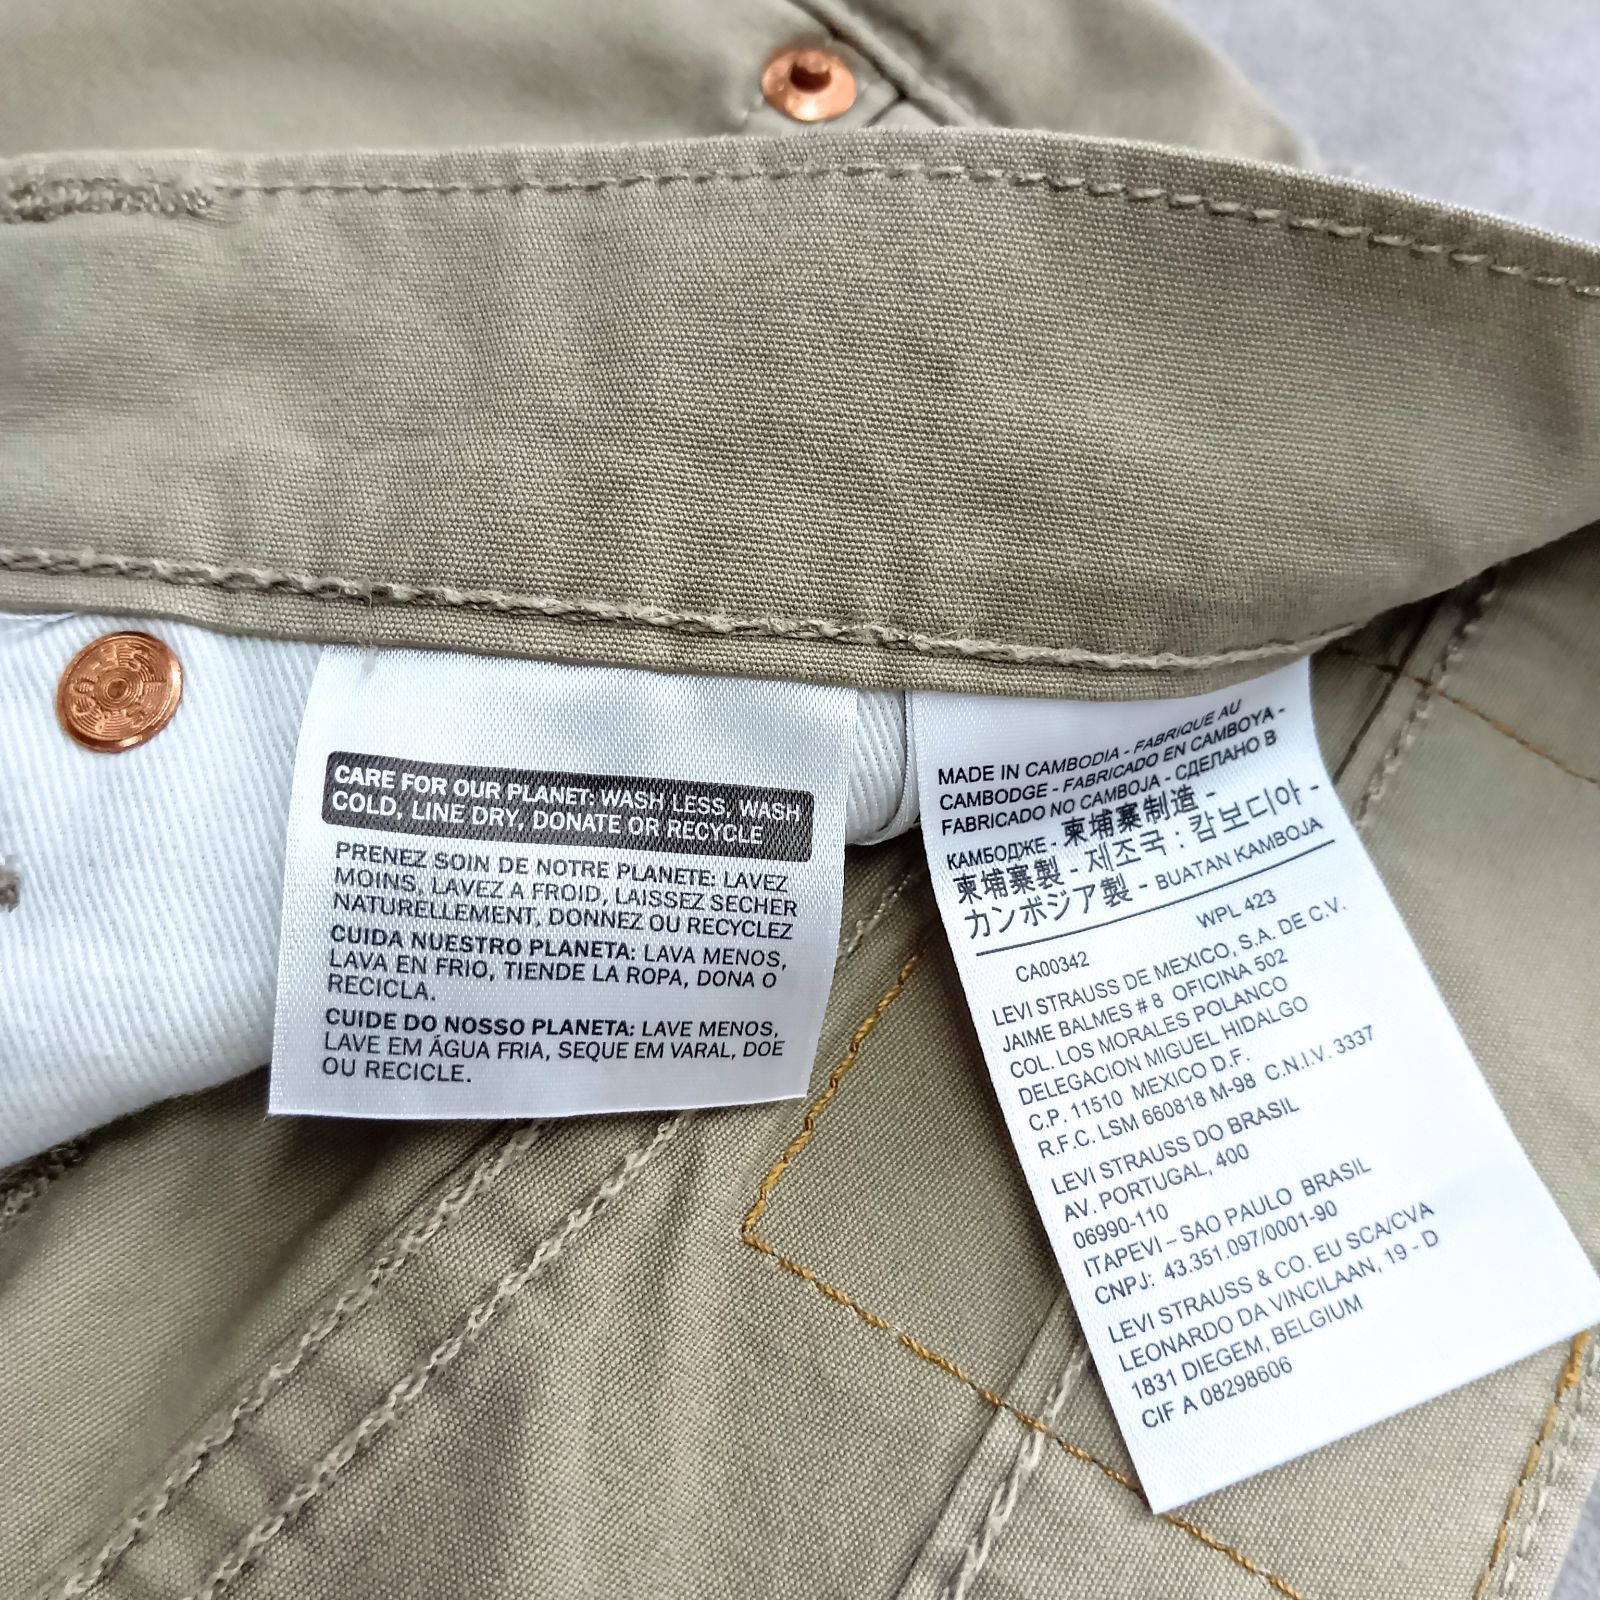 CARE FOR OUR PLANET: WASH LESS, WASH
COLD, LINE DRY, DONATE OR RECYCLE
PRENEZ SOIN DE NOTRE PLANETE: LAVEZ
MOINS, LAVEZ A FROID, LAISSEZ SECHER
NATURELLEMENT, DONNEZ OU RECYCLEZ
CUIDA NUESTRO PLANETA: LAVA MENOS,
LAVA EN FRIO, TIENDE LA ROPA, DONA O
RECICLA.
CUIDE DO NOSSO PLANETA: LAVE MENOS,
LAVE EM ÁGUA FRIA, SEQUE EM VARAL, DOE
OU RECICLE.
MADE IN CAMBODIA - FABRIQUE AU
CAMBODGE - FABRICADO EN CAMBOYA -
FABRICADO NO CAMBOJA - СДЕЛАНО В
КАМБОДЖЕ - 柬埔寨制造 -
柬埔寨製 - 제조국 : 캄보디아 -
カンボジア製 - BUATAN KAMBOJA
CA00342 WPL 423
LEVI STRAUSS DE MEXICO, S.A. DE C.V.
JAIME BALMES # 8 OFICINA 502
COL. LOS MORALES POLANCO
DELEGACION MIGUEL HIDALGO
C.P. 11510 MEXICO D.F.
R.F.C. LSM 660818 M-98 C.N.I.V. 3337
LEVI STRAUSS DO BRASIL
AV. PORTUGAL, 400
06990-110
ITAPEVI – SAO PAULO BRASIL
CNPJ: 43.351.097/0001-90
LEVI STRAUSS & CO. EU SCA/CVA
LEONARDO DA VINCILAAN, 19 - D
1831 DIEGEM, BELGIUM
CIF A 08298606